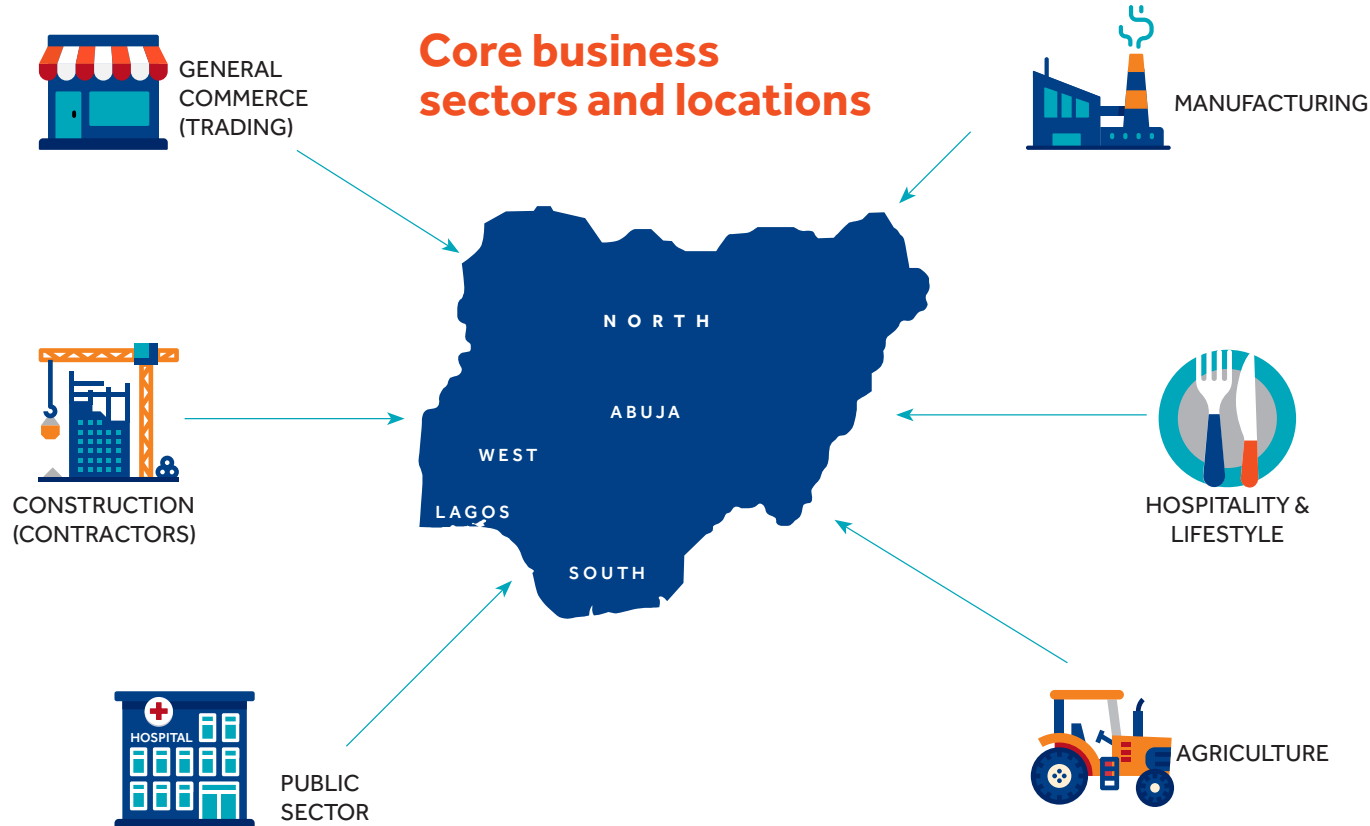 Core business
sectors and locations
GENERAL
COMMERCE
(TRADING)
MANUFACTURING
NORTH
ABUJA
WEST
LAGOS
SOUTH
CONSTRUCTION
(CONTRACTORS)
HOSPITALITY &
LIFESTYLE
HOSPITAL
PUBLIC
SECTOR
AGRICULTURE